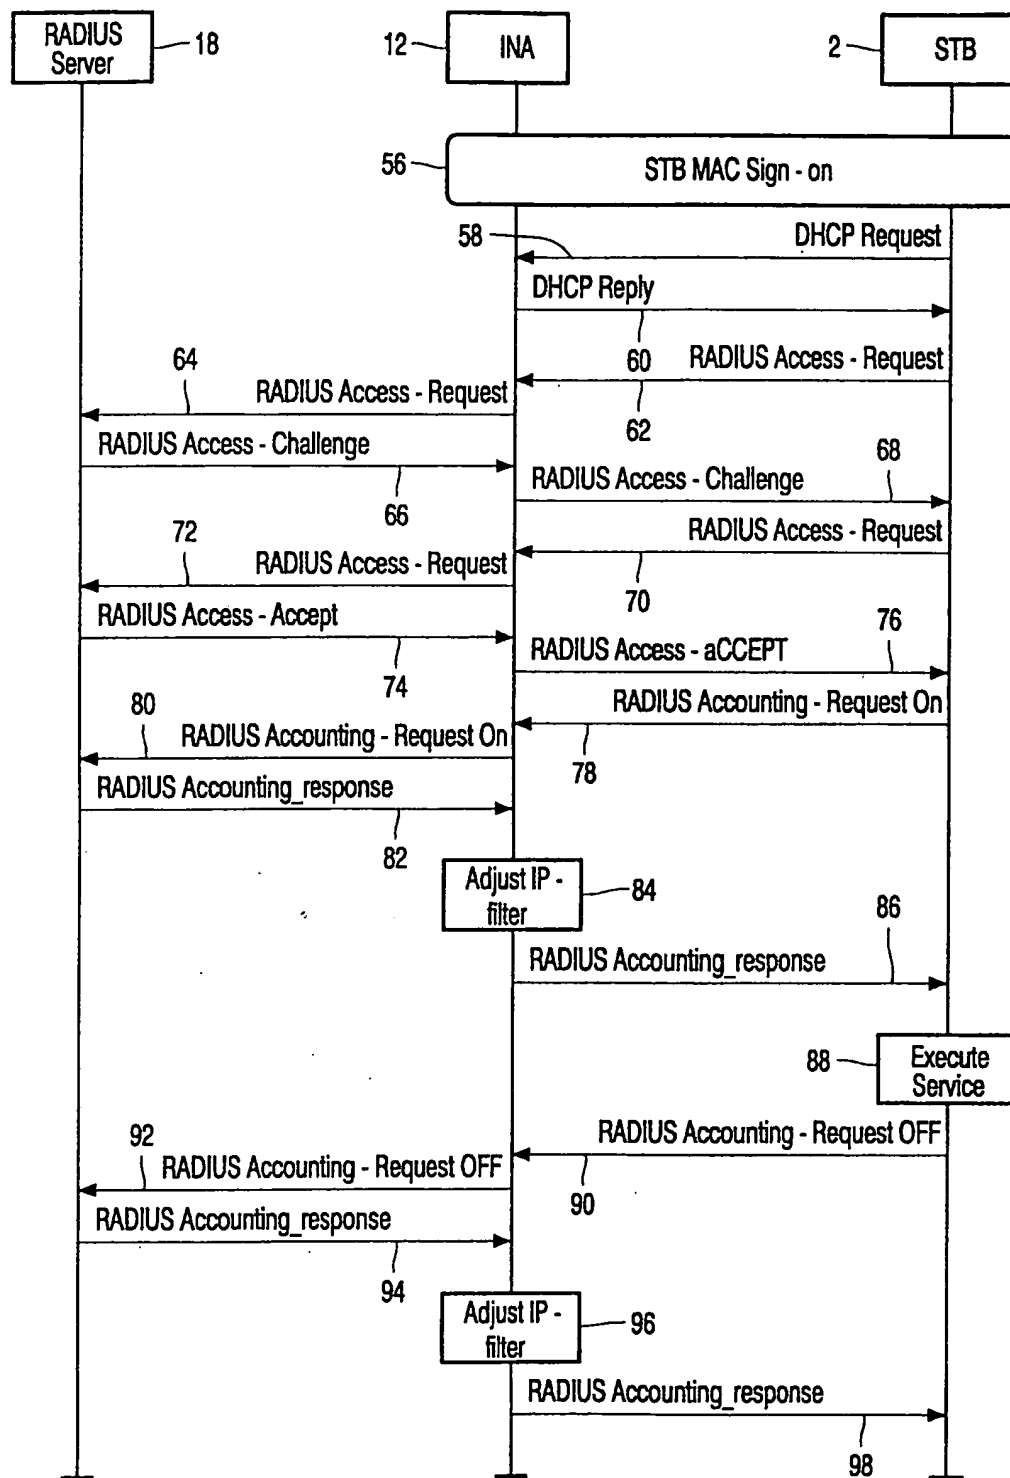 RADIUS
Server
18
12
INA
2
STB
56
STB MAC Sign - on
58
DHCP Request
DHCP Reply
60
RADIUS Access - Request
62
64
RADIUS Access - Request
RADIUS Access - Challenge
66
68
RADIUS Access - Challenge
72
RADIUS Access - Request
70
RADIUS Access - Request
RADIUS Access - Accept
74
76
RADIUS Access - aCCEPT
80
RADIUS Accounting - Request On
78
RADIUS Accounting - Request On
RADIUS Accounting_response
82
Adjust IP -
filter
84
86
RADIUS Accounting_response
88
Execute
Service
92
RADIUS Accounting - Request OFF
90
RADIUS Accounting - Request OFF
RADIUS Accounting_response
94
Adjust IP -
filter
96
RADIUS Accounting_response
98